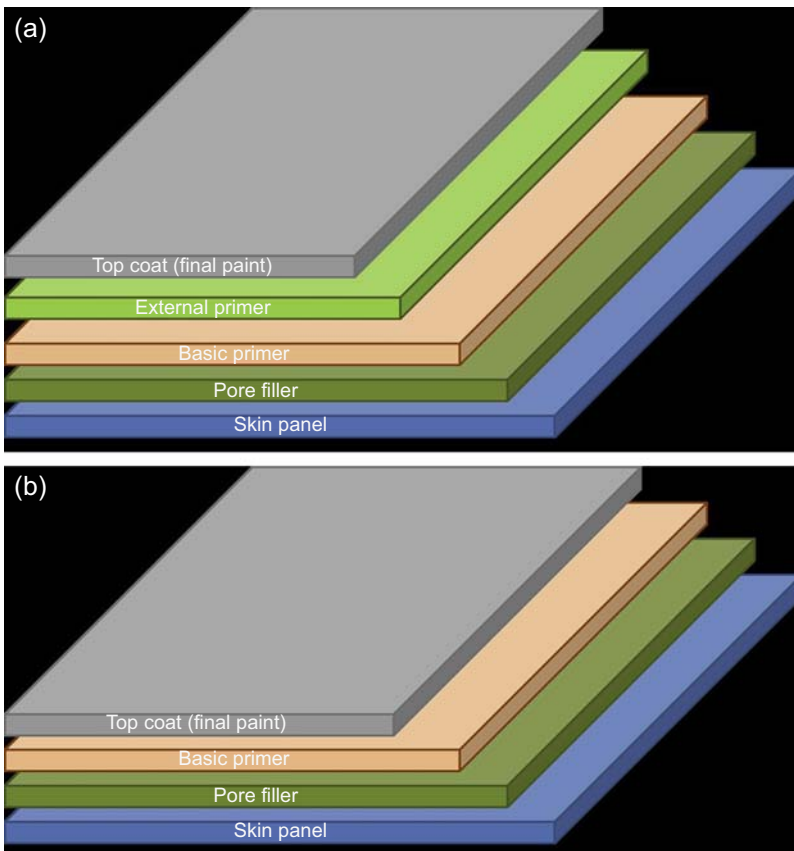 (a)
Top coat (final paint)
External primer
Basic primer
Pore filler
Skin panel
(b)
Top coat (final paint)
Basic primer
Pore filler
Skin panel